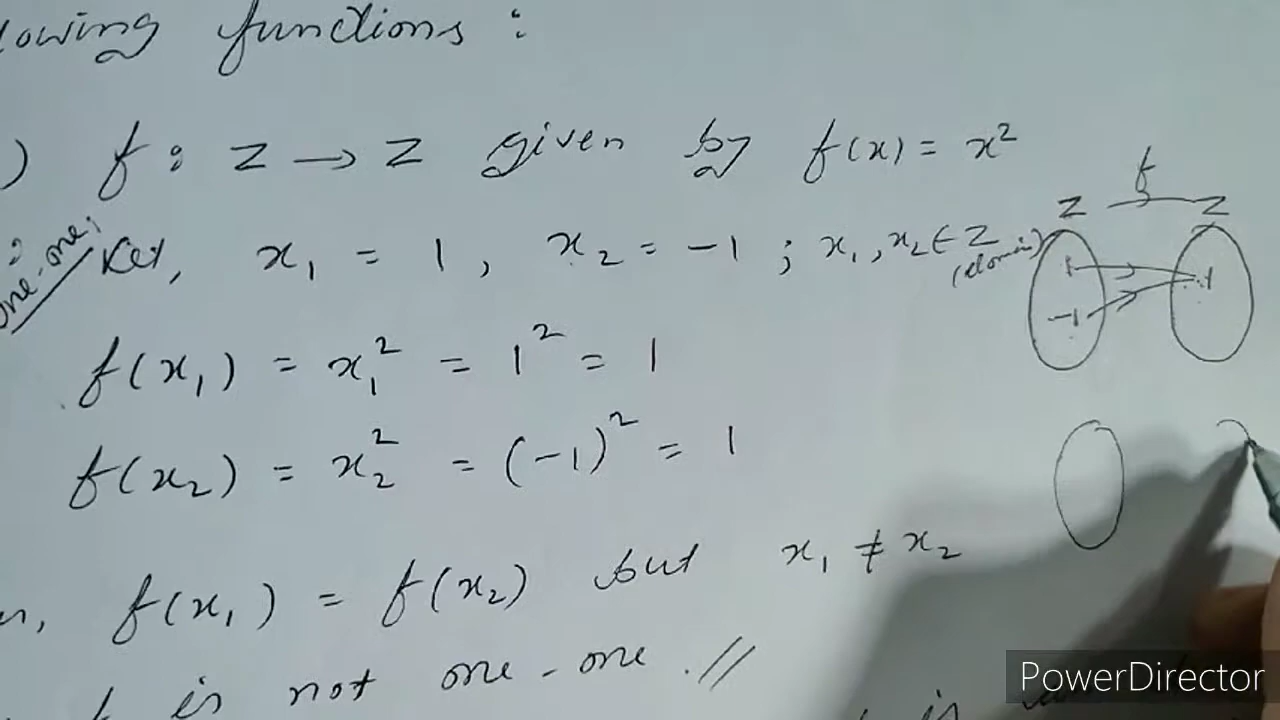 lowing functions :
) f : Z → Z given by f(x) = x²
f
Z Z
: one-one;
Let, x₁ = 1, x₂ = -1 ; x₁, x₂ ∈ Z (domain)
1 1
-1
f(x₁) = x₁² = 1² = 1
f(x₂) = x₂² = (-1)² = 1
f(x₁) = f(x₂) but x₁ ≠ x₂
is not one-one . //
is
PowerDirector